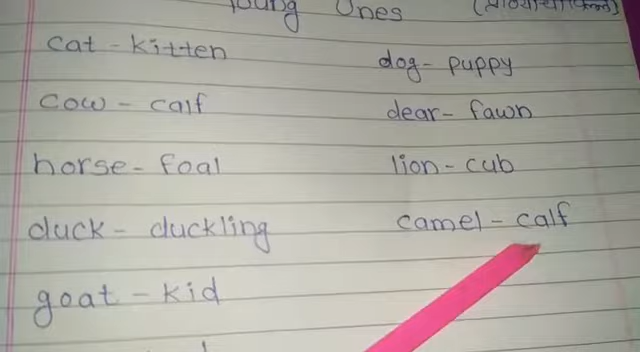 Young Ones
cat - kitten
cow - calf
horse - foal
duck - duckling
goat - kid
dog - puppy
dear - fawn
lion - cub
camel - calf